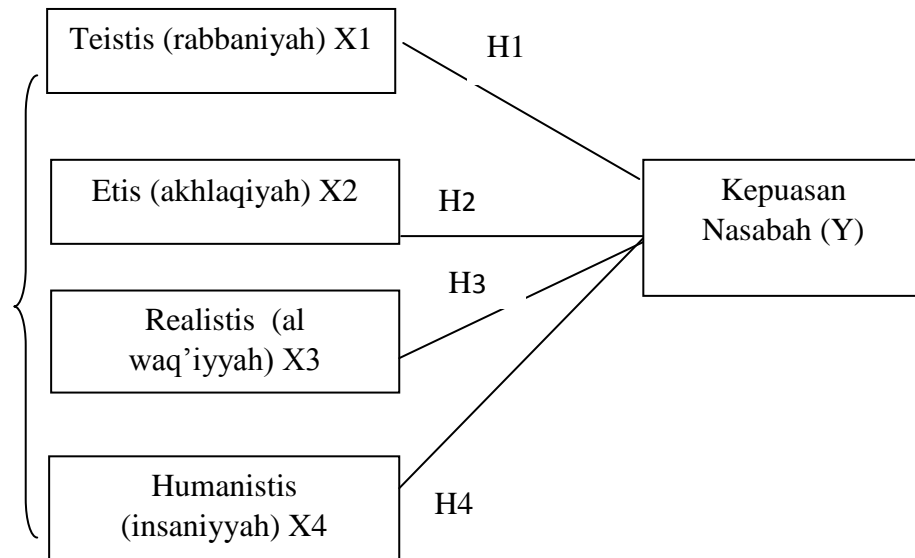 Teistis (rabbaniyah) X1
H1
Etis (akhlaqiyah) X2
H2
Kepuasan
Nasabah (Y)
H3
Realistis (al
waq’iyyah) X3
Humanistis
(insaniyyah) X4
H4